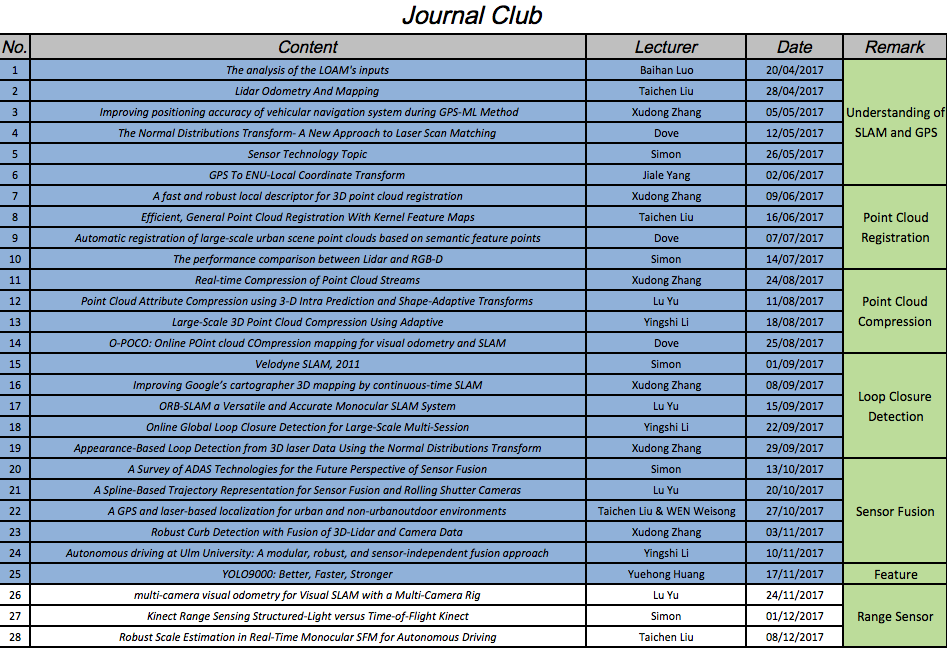 Journal Club
No. Content Lecturer Date Remark
1 The analysis of the LOAM's inputs Baihan Luo 20/04/2017
2 Lidar Odometry And Mapping Taichen Liu 28/04/2017
3 Improving positioning accuracy of vehicular navigation system during GPS-ML Method Xudong Zhang 05/05/2017 Understanding of
4 The Normal Distributions Transform- A New Approach to Laser Scan Matching Dove 12/05/2017 SLAM and GPS
5 Sensor Technology Topic Simon 26/05/2017
6 GPS To ENU-Local Coordinate Transform Jiale Yang 02/06/2017
7 A fast and robust local descriptor for 3D point cloud registration Xudong Zhang 09/06/2017
8 Efficient, General Point Cloud Registration With Kernel Feature Maps Taichen Liu 16/06/2017 Point Cloud
9 Automatic registration of large-scale urban scene point clouds based on semantic feature points Dove 07/07/2017 Registration
10 The performance comparison between Lidar and RGB-D Simon 14/07/2017
11 Real-time Compression of Point Cloud Streams Xudong Zhang 24/08/2017
12 Point Cloud Attribute Compression using 3-D Intra Prediction and Shape-Adaptive Transforms Lu Yu 11/08/2017 Point Cloud
13 Large-Scale 3D Point Cloud Compression Using Adaptive Yingshi Li 18/08/2017 Compression
14 O-POCO: Online POint cloud COmpression mapping for visual odometry and SLAM Dove 25/08/2017
15 Velodyne SLAM, 2011 Simon 01/09/2017
16 Improving Google's cartographer 3D mapping by continuous-time SLAM Xudong Zhang 08/09/2017
17 ORB-SLAM a Versatile and Accurate Monocular SLAM System Lu Yu 15/09/2017 Loop Closure
18 Online Global Loop Closure Detection for Large-Scale Multi-Session Yingshi Li 22/09/2017 Detection
19 Appearance-Based Loop Detection from 3D laser Data Using the Normal Distributions Transform Xudong Zhang 29/09/2017
20 A Survey of ADAS Technologies for the Future Perspective of Sensor Fusion Simon 13/10/2017
21 A Spline-Based Trajectory Representation for Sensor Fusion and Rolling Shutter Cameras Lu Yu 20/10/2017
22 A GPS and laser-based localization for urban and non-urbanoutdoor environments Taichen Liu & WEN Weisong 27/10/2017 Sensor Fusion
23 Robust Curb Detection with Fusion of 3D-Lidar and Camera Data Xudong Zhang 03/11/2017
24 Autonomous driving at Ulm University: A modular, robust, and sensor-independent fusion approach Yingshi Li 10/11/2017
25 YOLO9000: Better, Faster, Stronger Yuehong Huang 17/11/2017 Feature
26 multi-camera visual odometry for Visual SLAM with a Multi-Camera Rig Lu Yu 24/11/2017
27 Kinect Range Sensing Structured-Light versus Time-of-Flight Kinect Simon 01/12/2017 Range Sensor
28 Robust Scale Estimation in Real-Time Monocular SFM for Autonomous Driving Taichen Liu 08/12/2017